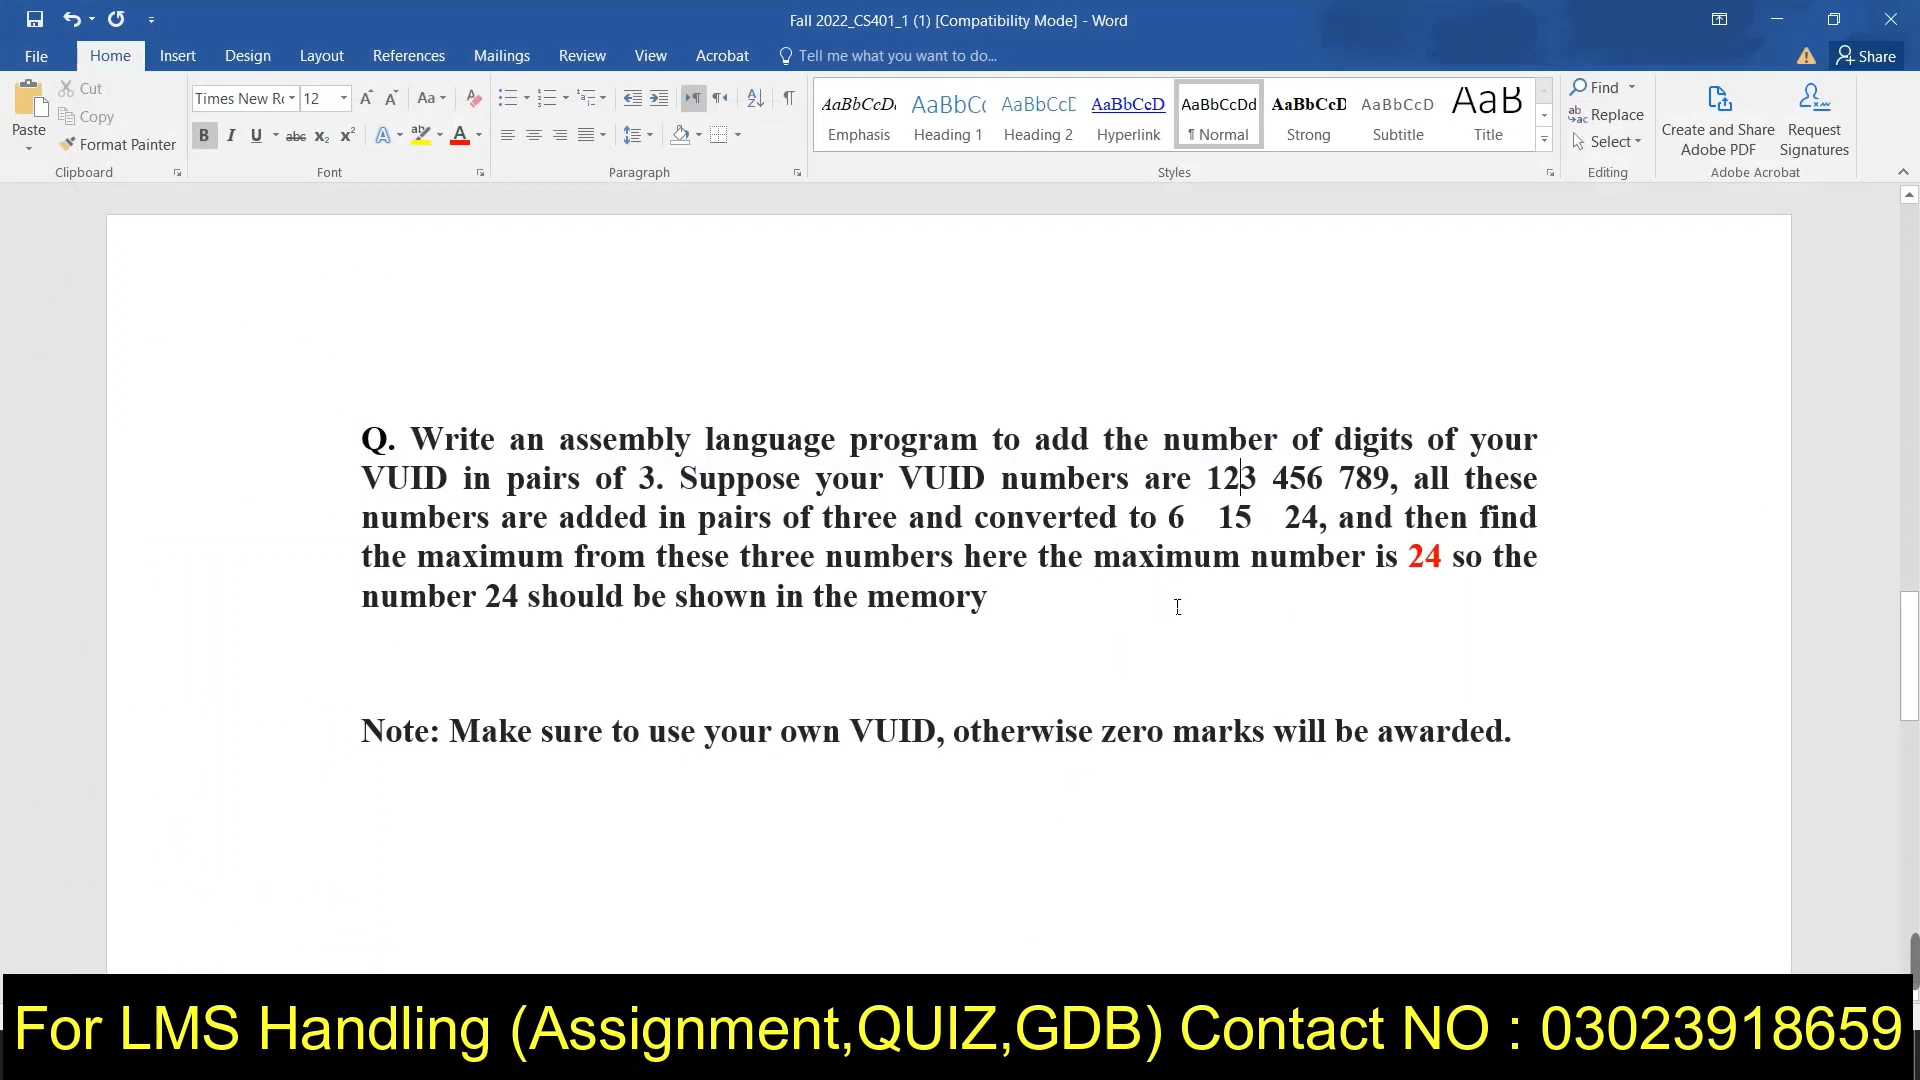 Fall 2022_CS401_1 (1) [Compatibility Mode] - Word
File Home Insert Design Layout References Mailings Review View Acrobat Tell me what you want to do... Share
Paste
Cut
Copy
Format Painter
Clipboard
Times New Ro 12
Font
Paragraph
AaBbCcD AaBbC AaBbCcD AaBbCcD AaBbCcDd AaBbCcD AaBbCcD AaB
Emphasis Heading 1 Heading 2 Hyperlink ¶ Normal Strong Subtitle Title
Styles
Find
Replace
Select
Editing
Create and Share
Adobe PDF
Request
Signatures
Adobe Acrobat
Q. Write an assembly language program to add the number of digits of your
VUID in pairs of 3. Suppose your VUID numbers are 123 456 789, all these
numbers are added in pairs of three and converted to 6 15 24, and then find
the maximum from these three numbers here the maximum number is 24 so the
number 24 should be shown in the memory
Note: Make sure to use your own VUID, otherwise zero marks will be awarded.
For LMS Handling (Assignment,QUIZ,GDB) Contact NO : 03023918659